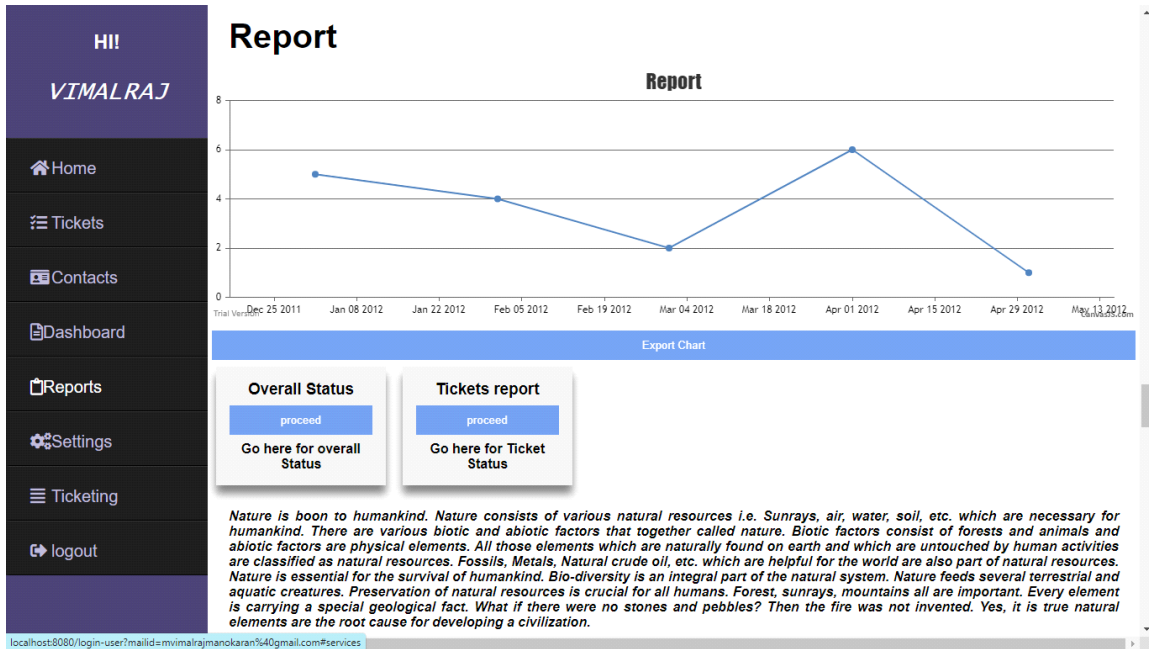 HI!
VIMALRAJ
Home
Tickets
Contacts
Dashboard
Reports
Settings
Ticketing
logout
Report
Report
8
6
4
2
0
Dec 25 2011 Jan 08 2012 Jan 22 2012 Feb 05 2012 Feb 19 2012 Mar 04 2012 Mar 18 2012 Apr 01 2012 Apr 15 2012 Apr 29 2012 May 13 2012
Trial Version CanvasJS.com
Export Chart
Overall Status
proceed
Go here for overall
Status
Tickets report
proceed
Go here for Ticket
Status
Nature is boon to humankind. Nature consists of various natural resources i.e. Sunrays, air, water, soil, etc. which are necessary for
humankind. There are various biotic and abiotic factors that together called nature. Biotic factors consist of forests and animals and
abiotic factors are physical elements. All those elements which are naturally found on earth and which are untouched by human activities
are classified as natural resources. Fossils, Metals, Natural crude oil, etc. which are helpful for the world are also part of natural resources.
Nature is essential for the survival of humankind. Bio-diversity is an integral part of the natural system. Nature feeds several terrestrial and
aquatic creatures. Preservation of natural resources is crucial for all humans. Forest, sunrays, mountains all are important. Every element
is carrying a special geological fact. What if there were no stones and pebbles? Then the fire was not invented. Yes, it is true natural
elements are the root cause for developing a civilization.
localhost:8080/login-user?mailid=mvimalrajmanokaran%40gmail.com#services